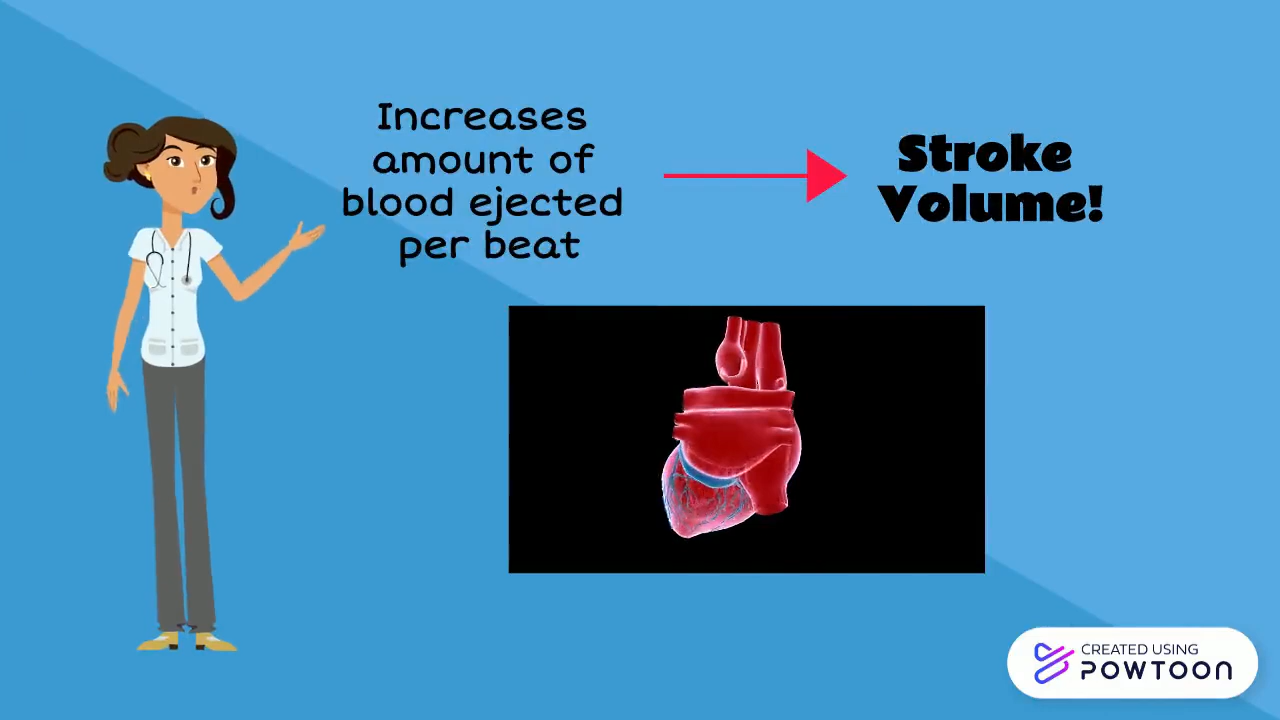 Increases
amount of
blood ejected
per beat
Stroke
Volume!
CREATED USING
POWTOON